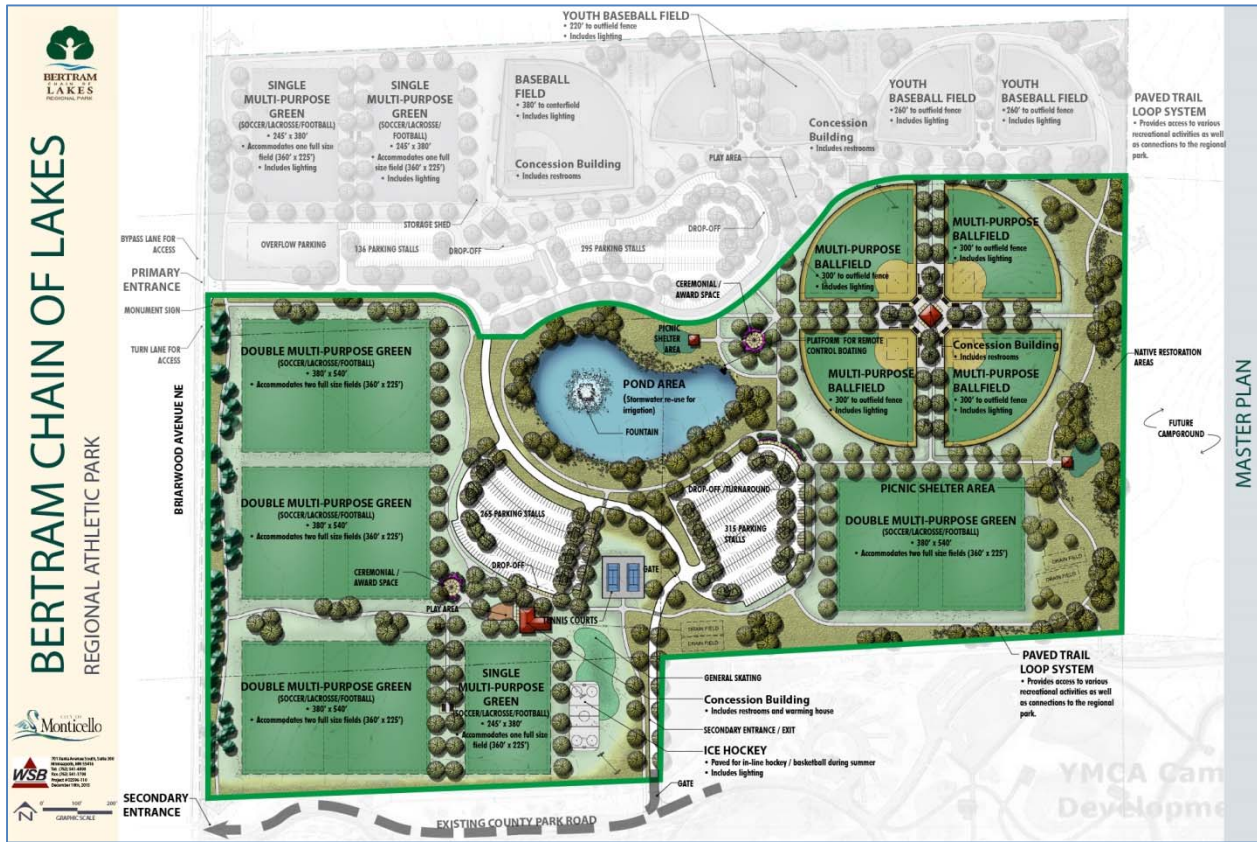 BERTRAM
CHAIN OF
LAKES
REGIONAL PARK
BERTRAM CHAIN OF LAKES
REGIONAL ATHLETIC PARK
CITY OF
Monticello
WSB
N
0' 100' 200'
GRAPHIC SCALE
MASTER PLAN
YOUTH BASEBALL FIELD
• 220' to outfield fence
• Includes lighting
SINGLE
MULTI-PURPOSE
GREEN
(SOCCER/LACROSSE/FOOTBALL)
• 245' x 380'
• Accommodates one full size
field (360' x 225')
• Includes lighting
SINGLE
MULTI-PURPOSE
GREEN
(SOCCER/LACROSSE/
FOOTBALL)
• 245' x 380'
• Accommodates one full
size field (360' x 225')
• Includes lighting
BASEBALL
FIELD
• 380' to centerfield
• Includes lighting
Concession Building
• Includes restrooms
YOUTH
BASEBALL FIELD
• 260' to outfield fence
• Includes lighting
YOUTH
BASEBALL FIELD
• 260' to outfield fence
• Includes lighting
Concession
Building
• Includes restrooms
PLAY AREA
PAVED TRAIL
LOOP SYSTEM
• Provides access to various
recreational activities as well
as connections to the regional
park.
STORAGE SHED
DROP-OFF
OVERFLOW PARKING
136 PARKING STALLS
DROP-OFF
295 PARKING STALLS
BYPASS LANE FOR
ACCESS
PRIMARY
ENTRANCE
MONUMENT SIGN
TURN LANE FOR
ACCESS
BRIARWOOD AVENUE NE
DOUBLE MULTI-PURPOSE GREEN
(SOCCER/LACROSSE/FOOTBALL)
• 380' x 540'
• Accommodates two full size fields (360' x 225')
DOUBLE MULTI-PURPOSE GREEN
(SOCCER/LACROSSE/FOOTBALL)
• 380' x 540'
• Accommodates two full size fields (360' x 225')
DOUBLE MULTI-PURPOSE GREEN
(SOCCER/LACROSSE/FOOTBALL)
• 380' x 540'
• Accommodates two full size fields (360' x 225')
SINGLE
MULTI-PURPOSE
GREEN
(SOCCER/LACROSSE/FOOTBALL)
• 245' x 380'
• Accommodates one full size
field (360' x 225')
CEREMONIAL /
AWARD SPACE
PICNIC
SHELTER
AREA
PLATFORM FOR REMOTE
CONTROL BOATING
POND AREA
(Stormwater re-use for
irrigation)
FOUNTAIN
MULTI-PURPOSE
BALLFIELD
• 300' to outfield fence
• Includes lighting
MULTI-PURPOSE
BALLFIELD
• 300' to outfield fence
• Includes lighting
Concession Building
• Includes restrooms
MULTI-PURPOSE
BALLFIELD
• 300' to outfield fence
• Includes lighting
MULTI-PURPOSE
BALLFIELD
• 300' to outfield fence
• Includes lighting
NATIVE RESTORATION
AREAS
FUTURE
CAMPGROUND
PICNIC SHELTER AREA
DOUBLE MULTI-PURPOSE GREEN
(SOCCER/LACROSSE/FOOTBALL)
• 380' x 540'
• Accommodates two full size fields (360' x 225')
DRAIN FIELD
DRAIN FIELD
DROP-OFF/TURNAROUND
315 PARKING
STALLS
265 PARKING STALLS
DROP-OFF
GATE
CEREMONIAL /
AWARD SPACE
PLAY AREA
TENNIS COURTS
DRAIN FIELD
DRAIN FIELD
PAVED TRAIL
LOOP SYSTEM
• Provides access to various
recreational activities as well
as connections to the regional
park.
GENERAL SKATING
Concession Building
• Includes restrooms and warming house
SECONDARY ENTRANCE / EXIT
ICE HOCKEY
• Paved for in-line hockey / basketball during summer
• Includes lighting
GATE
SECONDARY
ENTRANCE
EXISTING COUNTY PARK ROAD
YMCA Cam
Developme